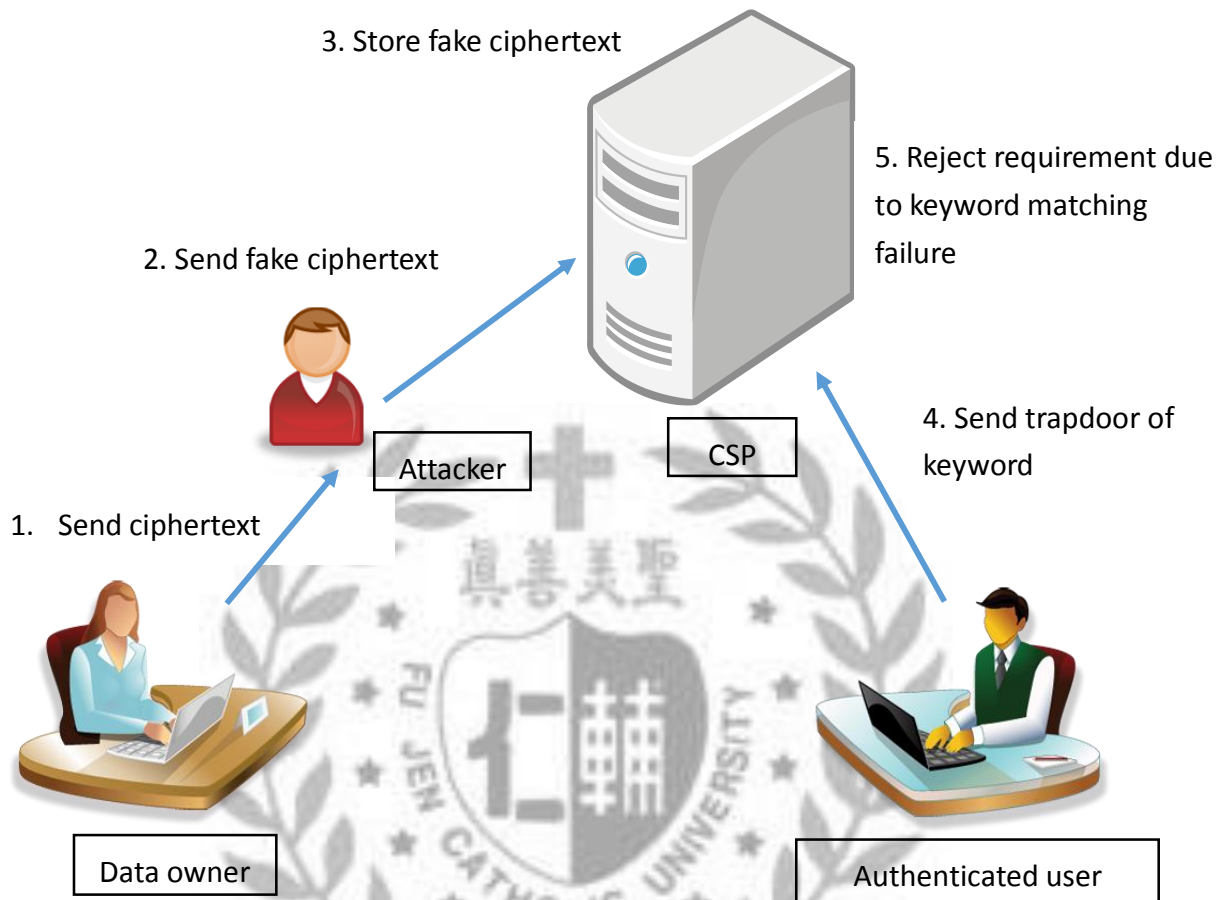 3. Store fake ciphertext
5. Reject requirement due
to keyword matching
failure
2. Send fake ciphertext
4. Send trapdoor of
keyword
Attacker
CSP
1. Send ciphertext
真善美聖
FU JEN CATHOLIC UNIVERSITY
Data owner
Authenticated user